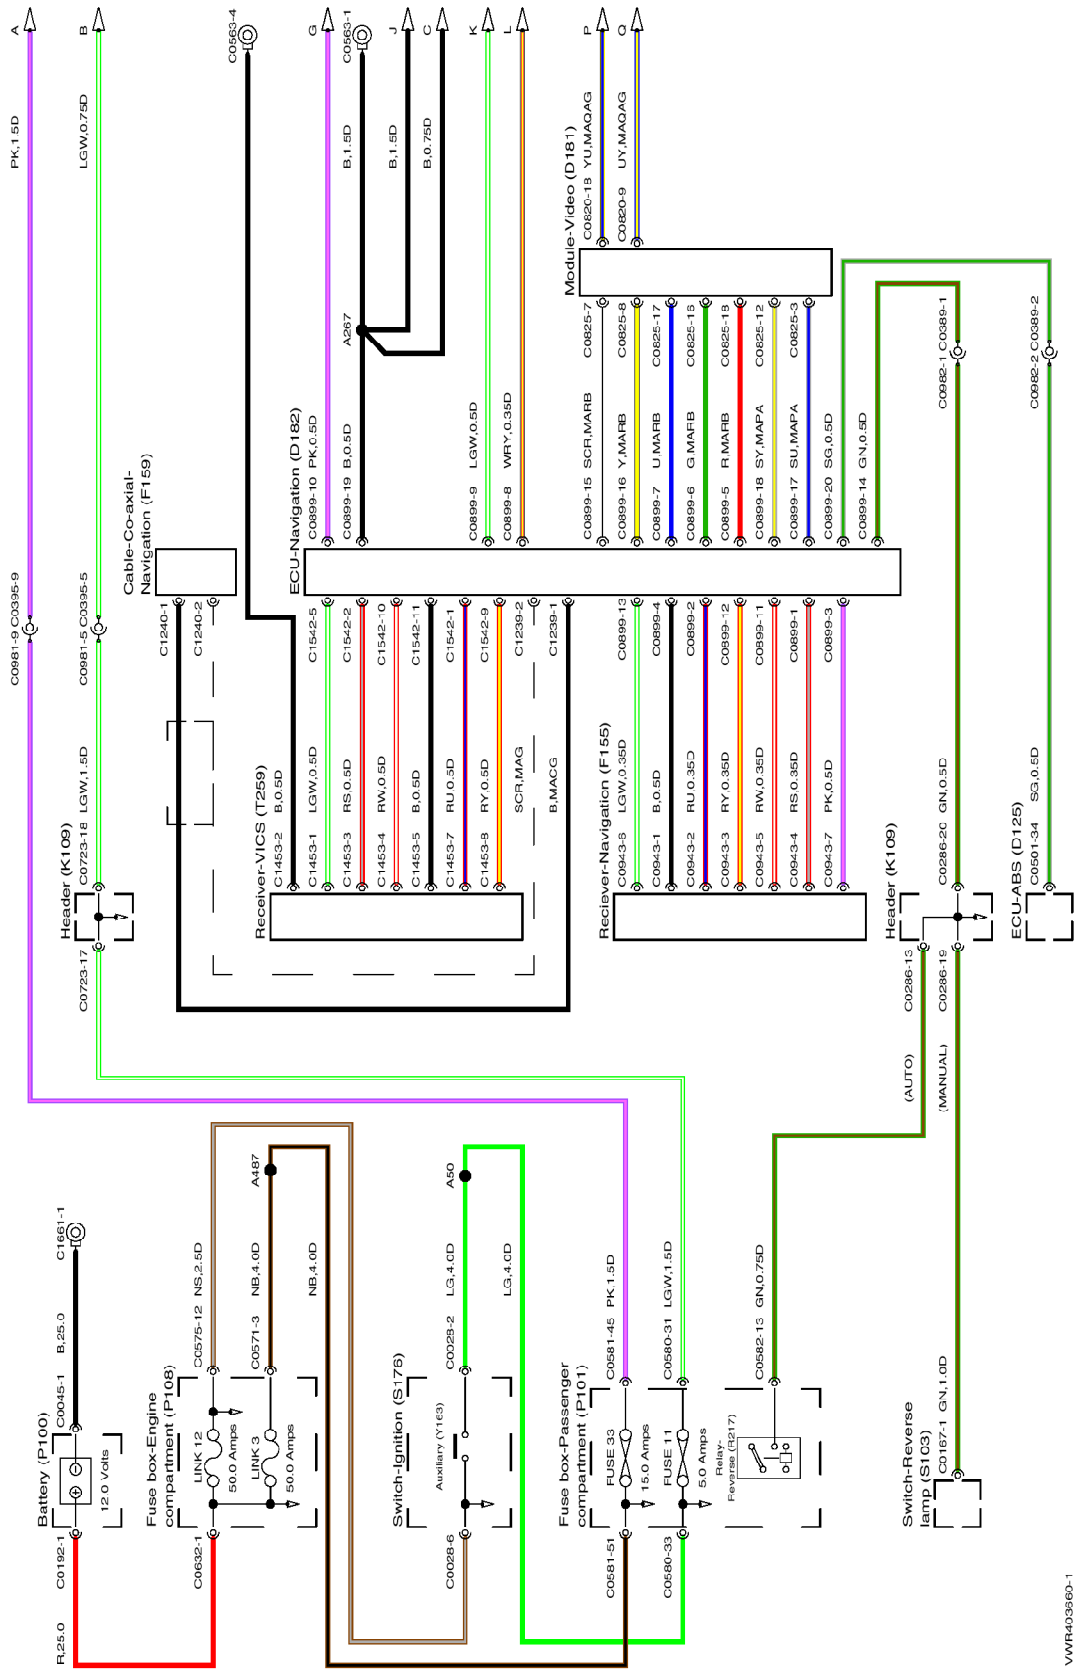 Battery (P100)
C0192-1
R,25.0
12.0 Volts
C0045-1
B,25.0
C1661-1
Fuse box-Engine
compartment (P108)
C0632-1
LINK 12
50.0 Amps
LINK 3
50.0 Amps
C0575-12 NS,2.5D
C0571-3 NB,4.0D
NB,4.0D
A487
Switch-Ignition (S176)
C0028-6
Auxiliary (Y163)
C0028-2 LG,4.0D
LG,4.0D
A50
Fuse box-Passenger
compartment (P101)
C0581-51
C0580-33
FUSE 33
15.0 Amps
FUSE 11
5.0 Amps
Relay-
Reverse (R217)
C0581-45 PK,1.5D
C0580-31 LGW,1.5D
C0582-13 GN,0.75D
Switch-Reverse
lamp (S103)
C0167-1 GN,1.0D
(AUTO)
(MANUAL)
Header (K109)
C0723-17
C0723-18 LGW,1.5D
C0981-9 C0395-9
C0981-5 C0395-5
PK,1.5D
A
LGW,0.75D
B
Receiver-VICS (T259)
C1453-2 B,0.5D
C1453-1 LGW,0.5D
C1453-3 RS,0.5D
C1453-4 RW,0.5D
C1453-5 B,0.5D
C1453-7 RU,0.5D
C1453-8 RY,0.5D
SCR,MAG
B,MACG
C1542-5
C1542-2
C1542-10
C1542-11
C1542-1
C1542-9
C1239-2
C1239-1
Cable-Co-axial-
Navigation (F159)
C1240-1
C1240-2
C0563-4
Reciever-Navigation (F155)
C0943-6 LGW,0.35D
C0943-1 B,0.5D
C0943-2 RU,0.35D
C0943-3 RY,0.35D
C0943-5 RW,0.35D
C0943-4 RS,0.35D
C0943-7 PK,0.5D
C0899-13
C0899-4
C0899-2
C0899-12
C0899-11
C0899-1
C0899-3
ECU-Navigation (D182)
C0899-10 PK,0.5D
C0899-19 B,0.5D
C0899-9 LGW,0.5D
C0899-8 WRY,0.35D
C0899-15 SCR,MARB
C0899-16 Y,MARB
C0899-7 U,MARB
C0899-6 G,MARB
C0899-5 R,MARB
C0899-18 SY,MAPA
C0899-17 SU,MAPA
C0899-20 SG,0.5D
C0899-14 GN,0.5D
A267
G
B,1.5D
C0563-1
B,1.5D
J
B,0.75D
C
K
L
Module-Video (D181)
C0825-7
C0825-8
C0825-17
C0825-18
C0825-12
C0825-3
C0820-18 YU,MAQAG
P
C0820-9 UY,MAQAG
Q
C0982-1 C0389-1
C0982-2 C0389-2
Header (K109)
C0286-13
C0286-19
C0286-20 GN,0.5D
ECU-ABS (D125)
C0501-34 SG,0.5D
VWR403660-1